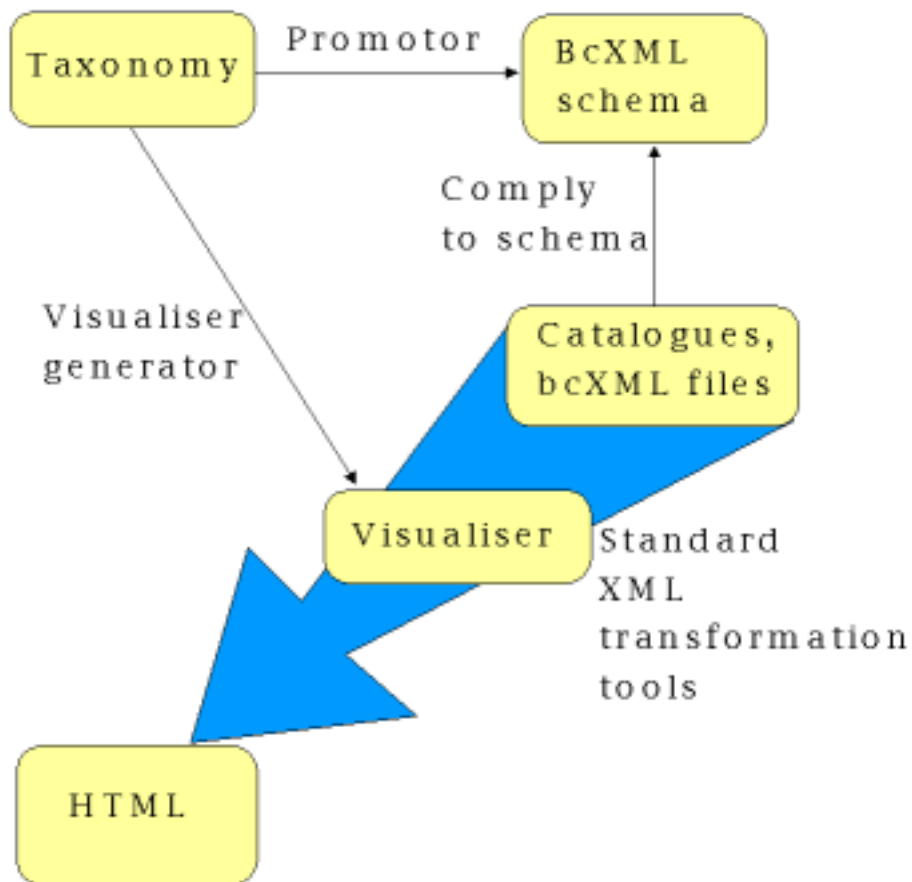 Taxonomy
Promotor
BcXML
schema
Comply
to schema
Visualiser
generator
Catalogues,
bcXML files
Visualiser
Standard
XML
transformation
tools
HTML